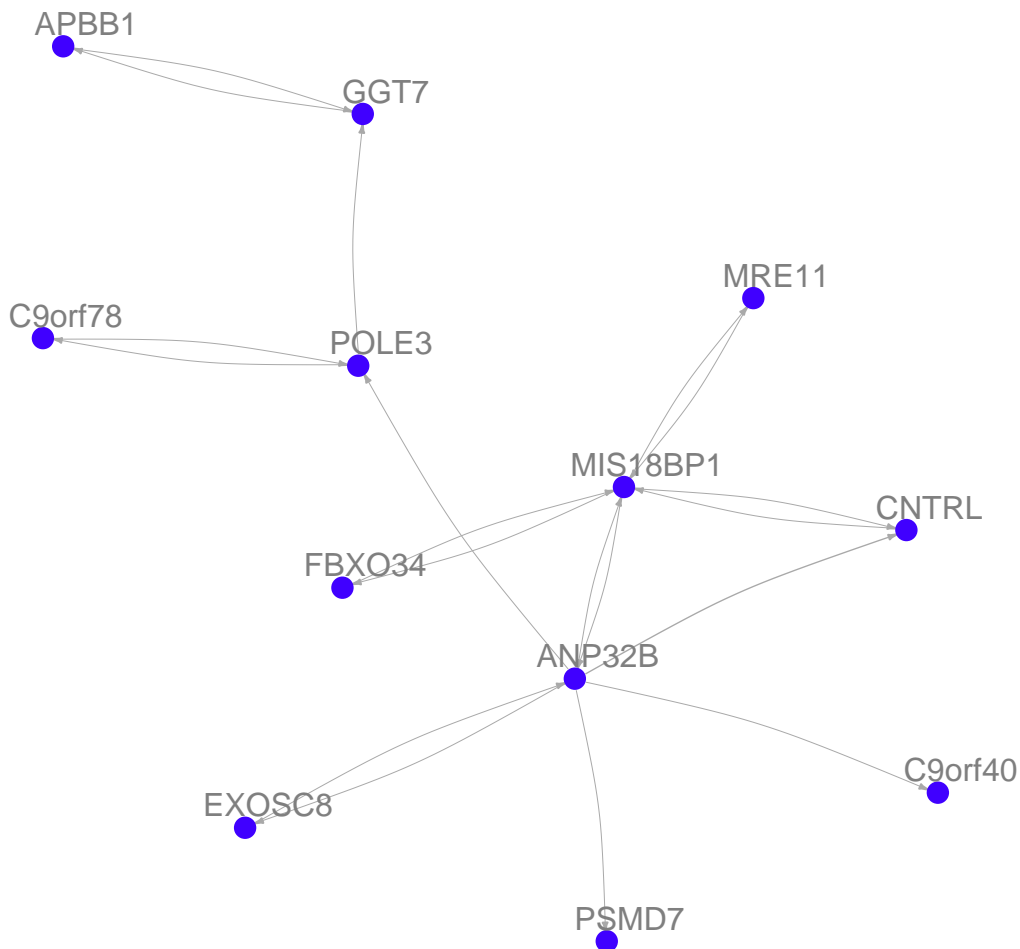 APBB1
GGT7
MRE11
C9orf78
POLE3
MIS18BP1
CNTRL
FBXO34
ANP32B
C9orf40
EXOSC8
PSMD7